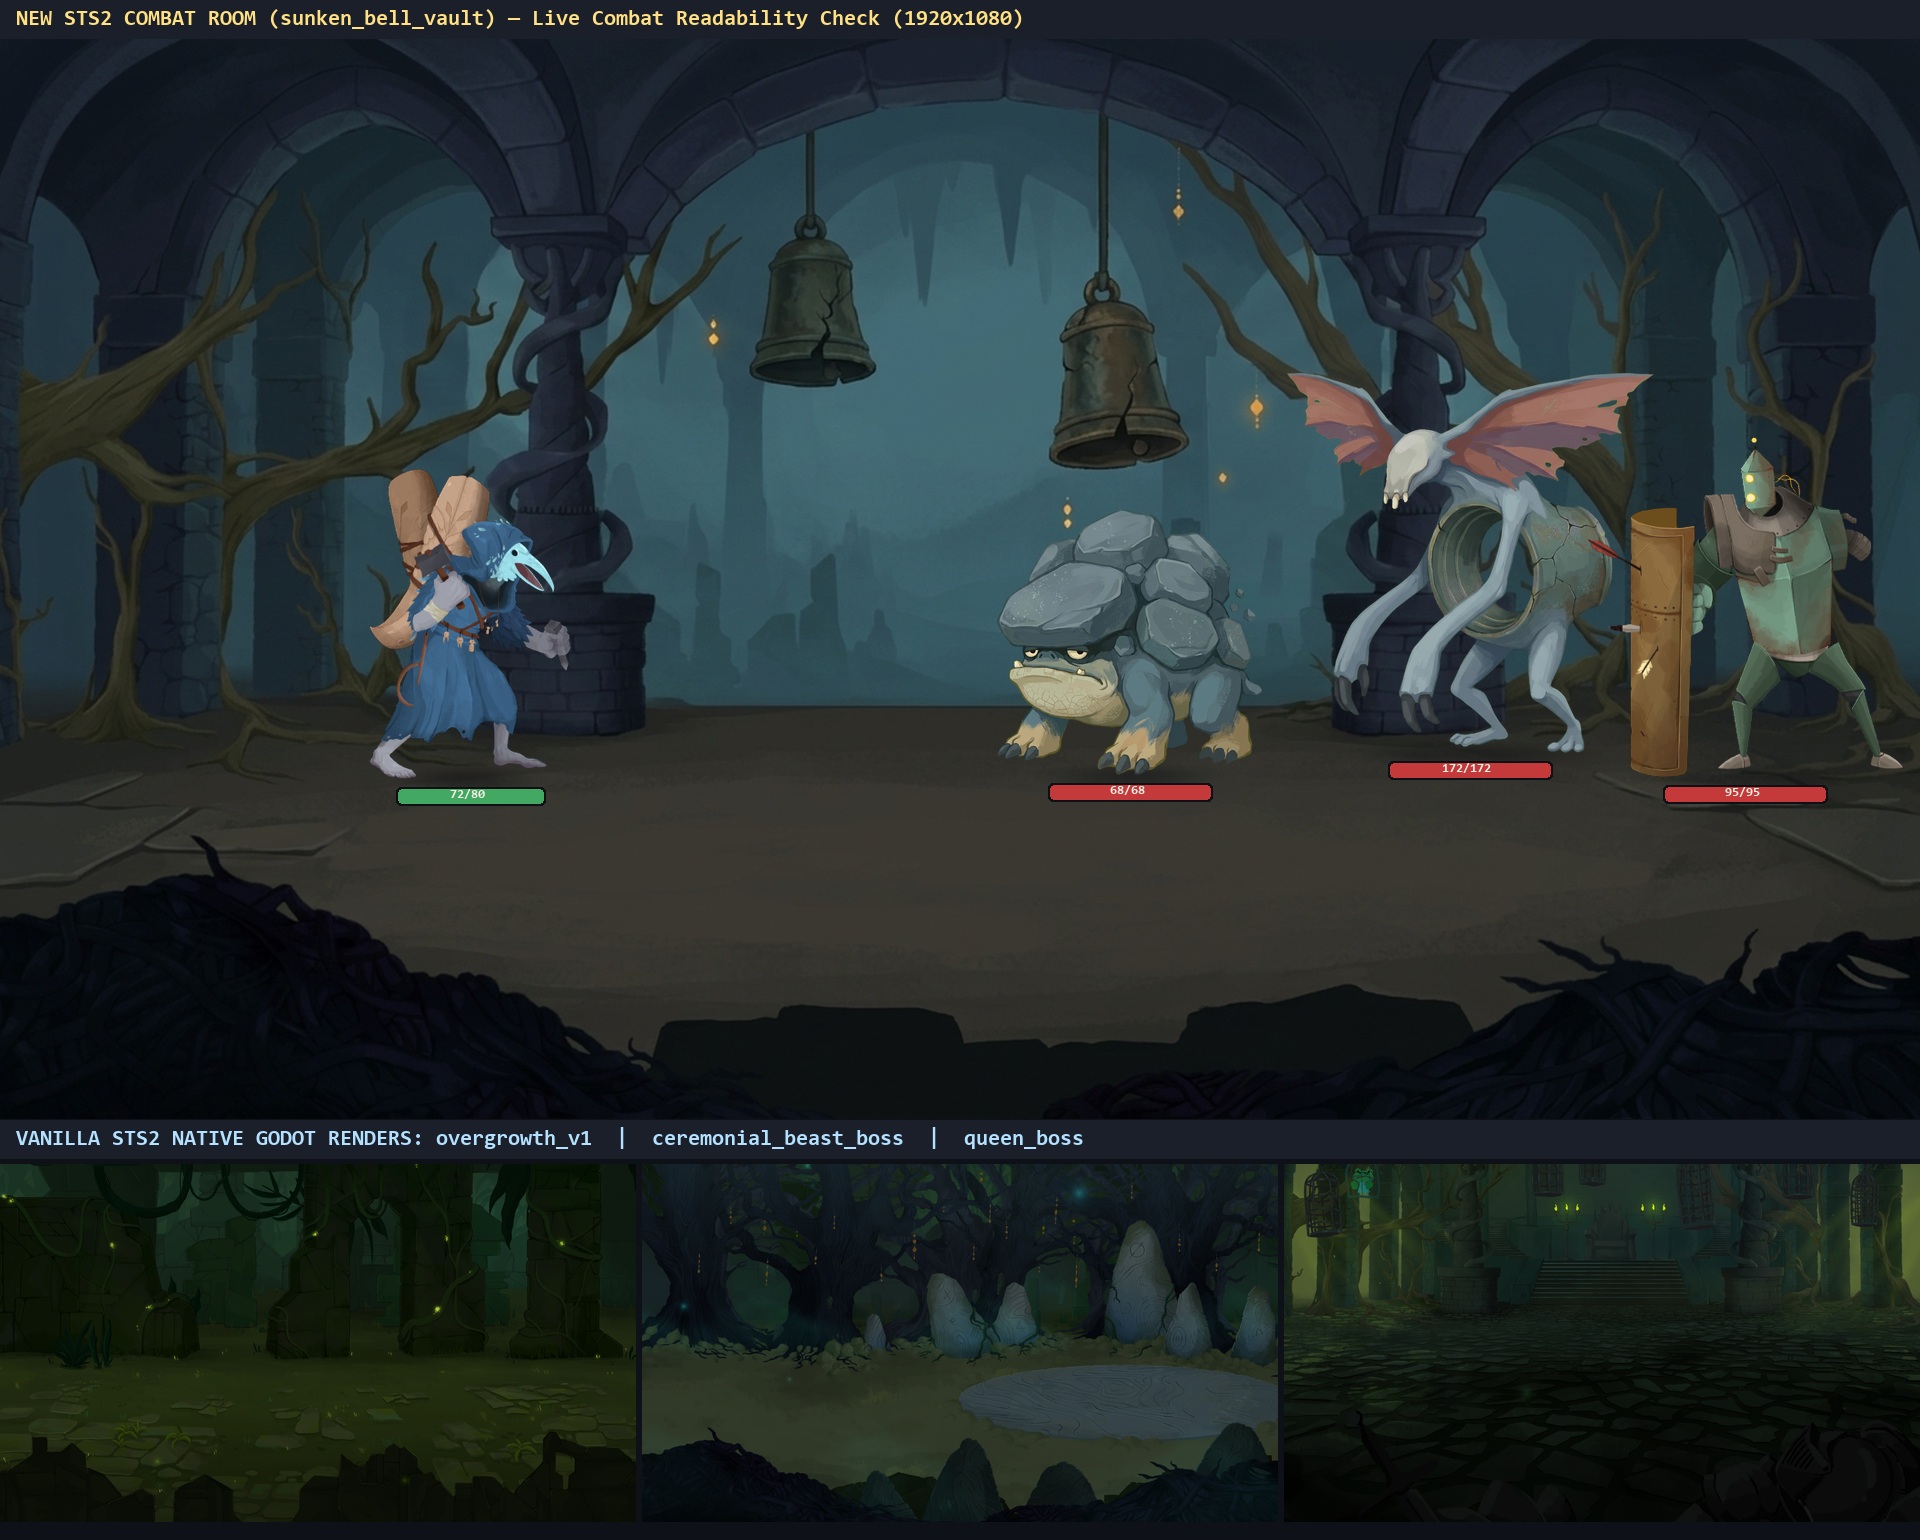 NEW STS2 COMBAT ROOM (sunken_bell_vault) — Live Combat Readability Check (1920x1080)
72/80
68/68
172/172
95/95
VANILLA STS2 NATIVE GODOT RENDERS: overgrowth_v1 | ceremonial_beast_boss | queen_boss